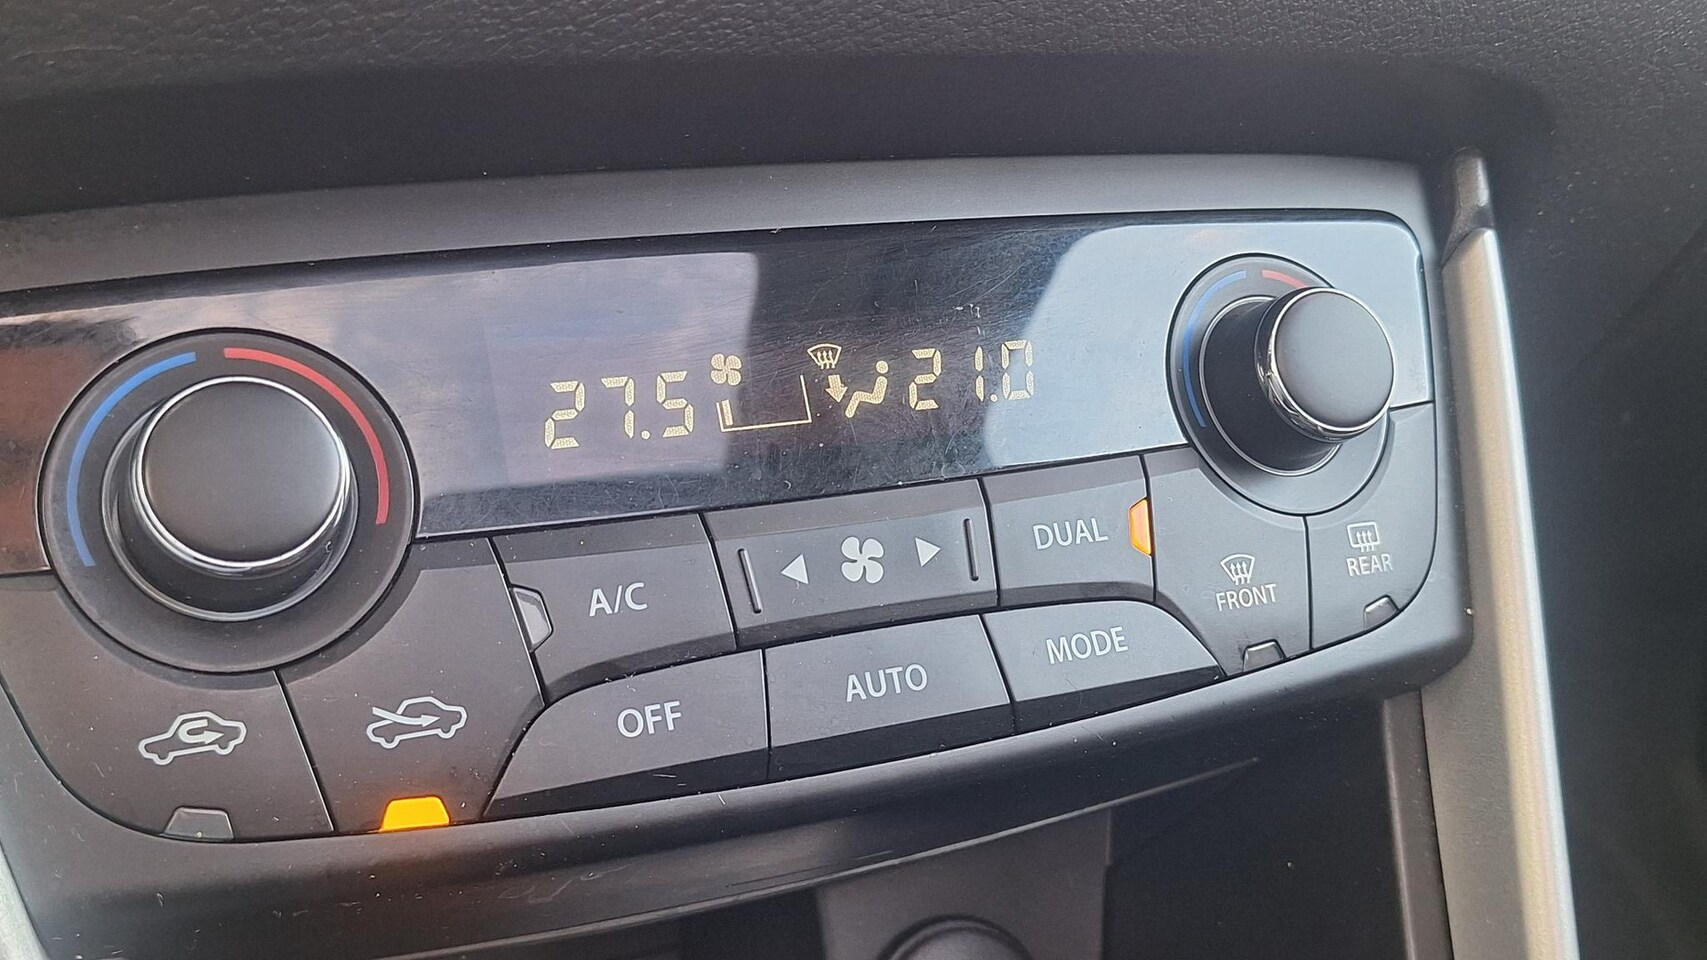 27.5 21.0
A/C
DUAL
FRONT
REAR
OFF
AUTO
MODE